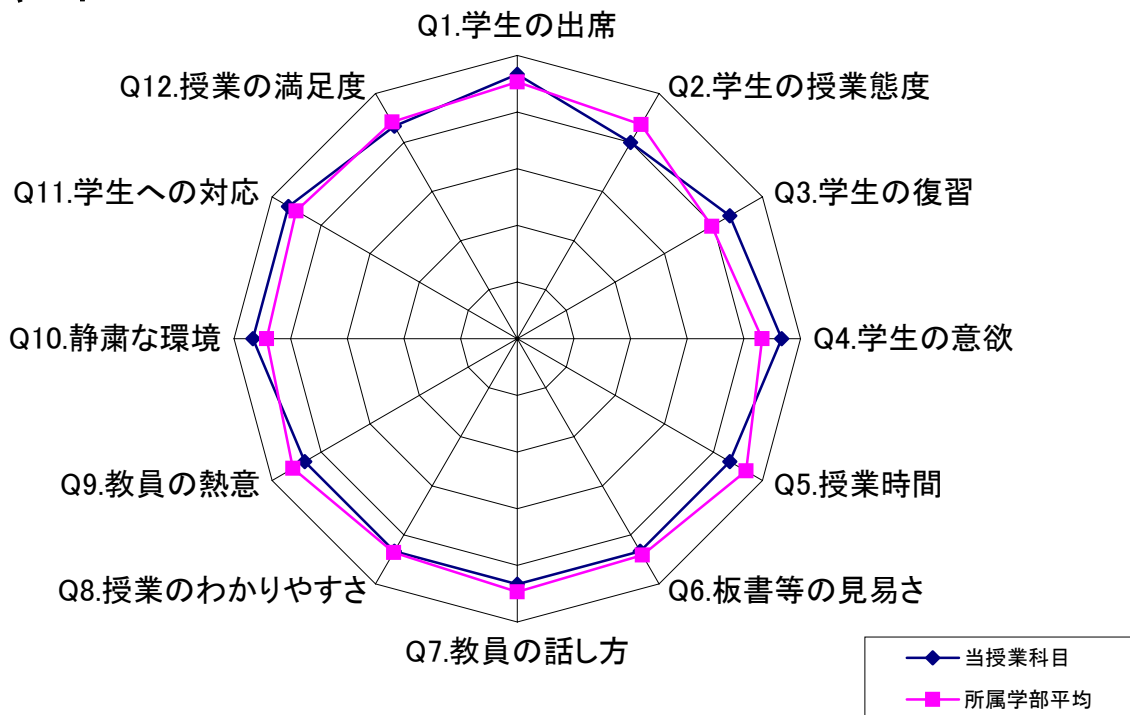 Q1.学生の出席
Q2.学生の授業態度
Q3.学生の復習
Q4.学生の意欲
Q5.授業時間
Q6.板書等の見易さ
Q7.教員の話し方
Q8.授業のわかりやすさ
Q9.教員の熱意
Q10.静粛な環境
Q11.学生への対応
Q12.授業の満足度
当授業科目
所属学部平均